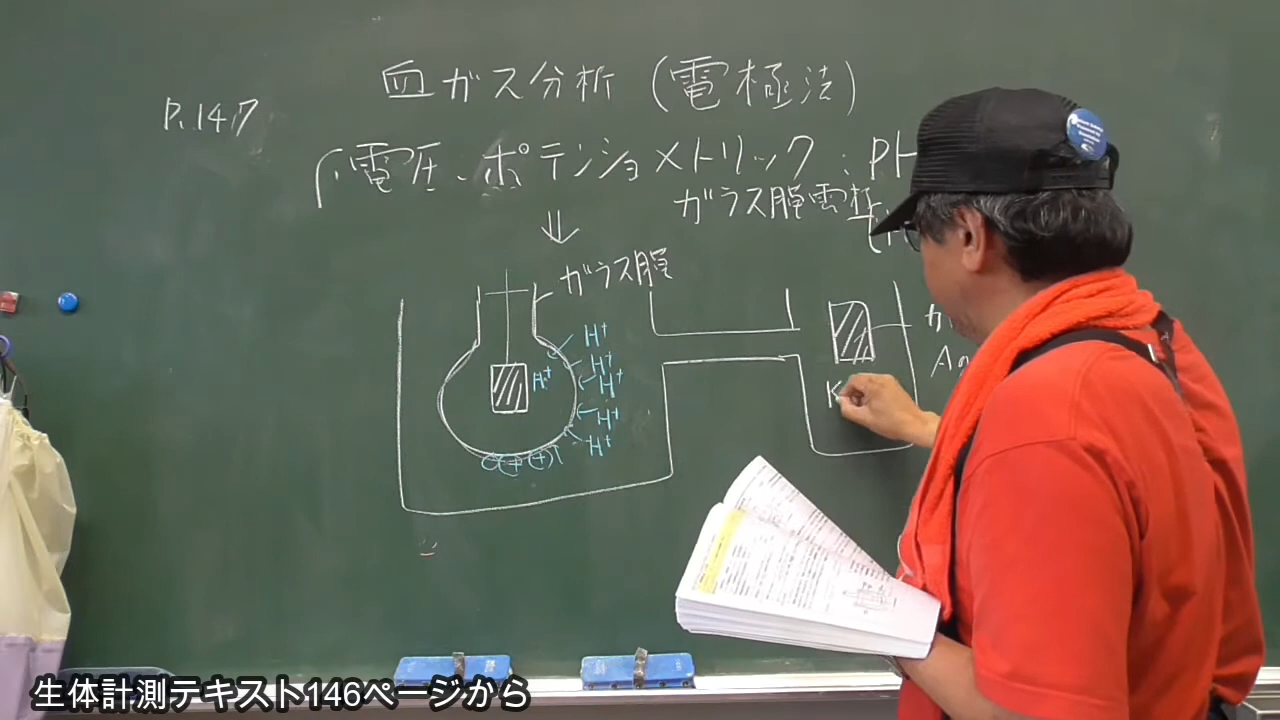 血ガス分析(電極法)
P.147
電圧.ポテンショメトリック:pH
ガラス膜電極
ガラス膜
H⁺
H⁺
H⁺
H⁺
H⁺
H⁺
Ag
K
生体計測テキスト146ページから